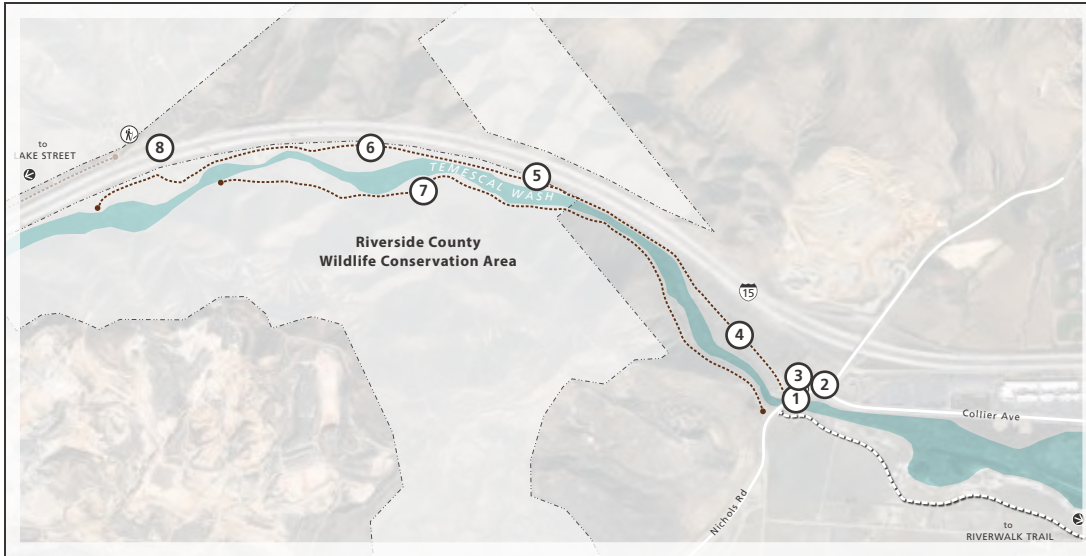 8
6
to
LAKE STREET
5
TEMESCAL WASH
7
Riverside County
Wildlife Conservation Area
15
4
3
2
1
Collier Ave
Nichols Rd
to
RIVERWALK TRAIL